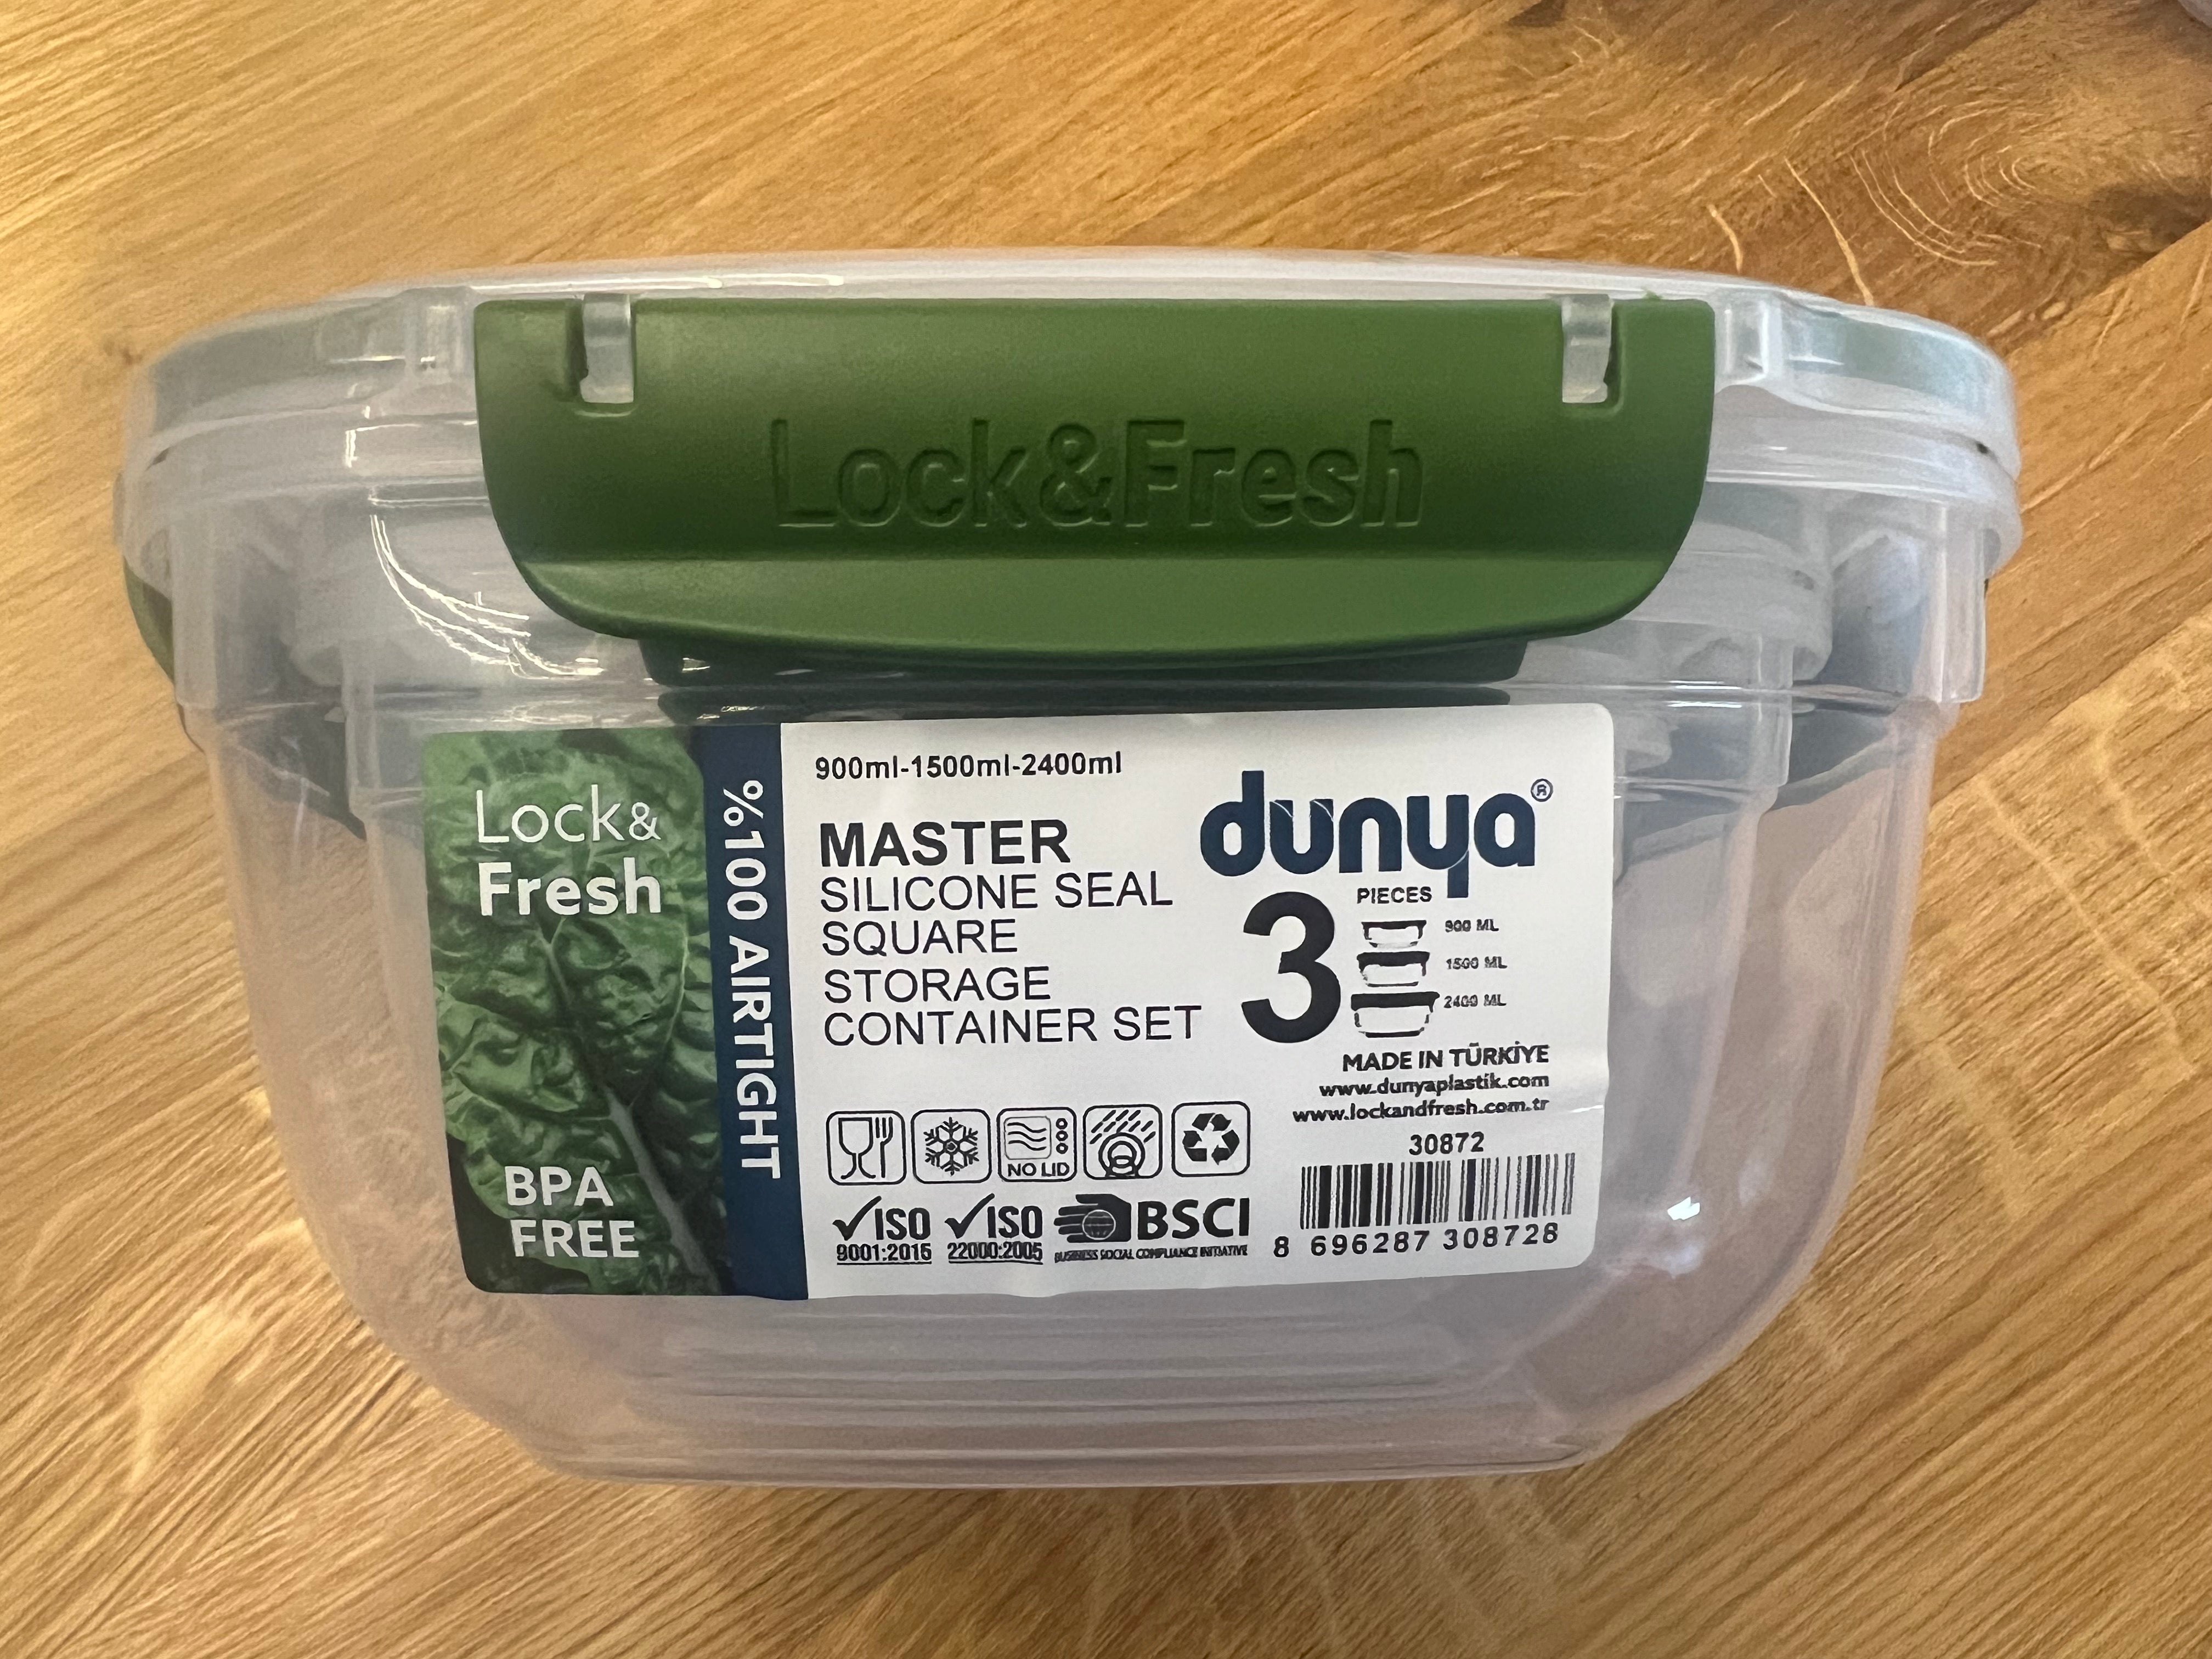 Lock&Fresh
Lock&
Fresh
BPA
FREE
%100 AIRTIGHT
900ml-1500ml-2400ml
MASTER
SILICONE SEAL
SQUARE
STORAGE
CONTAINER SET
dunya®
3 PIECES
900 ML
1500 ML
2400 ML
MADE IN TÜRKİYE
www.dunyaplastik.com
www.lockandfresh.com.tr
30872
8 696287 308728
NO LID
ISO
9001:2015
ISO
22000:2005
BSCI
BUSINESS SOCIAL COMPLIANCE INITIATIVE